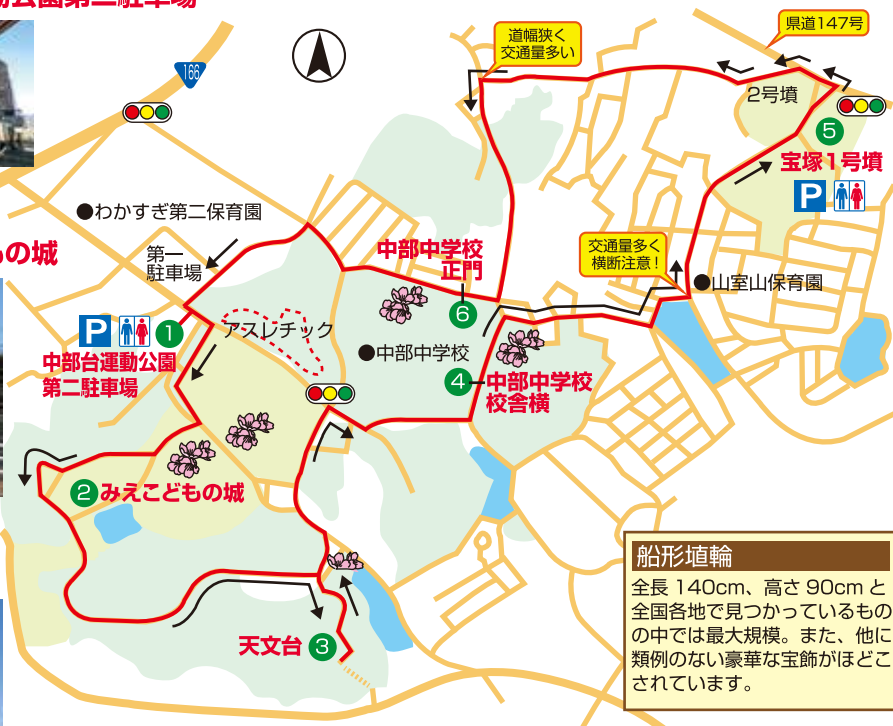 公園第二駐車場
もの城
166
道幅狭く
交通量多い
県道147号
2号墳
5
宝塚1号墳
P
●わかすぎ第二保育園
第一
駐車場
中部中学校
正門
6
交通量多く
横断注意!
●山室山保育園
P
1
中部台運動公園
第二駐車場
アスレチック
●中部中学校
4
中部中学校
校舎横
2
みえこどもの城
天文台
3
船形埴輪
全長 140cm、高さ 90cm と
全国各地で見つかっているもの
の中では最大規模。また、他に
類例のない豪華な宝飾がほどこ
されています。